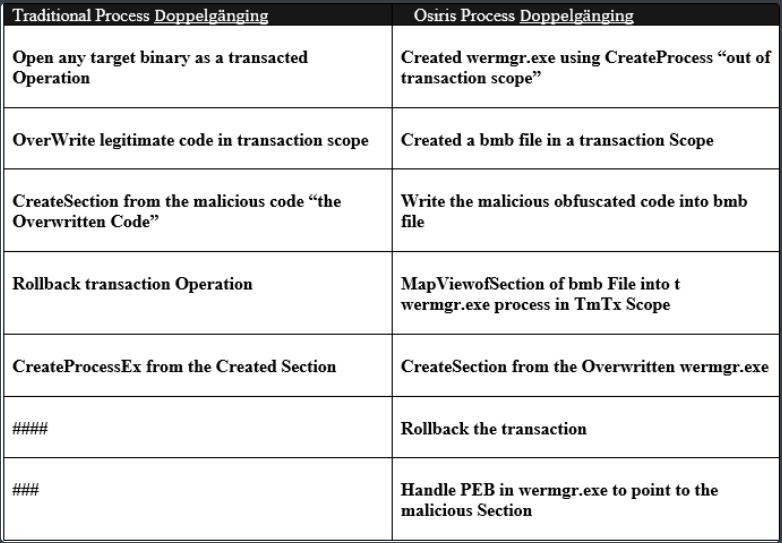 Traditional Process Doppelgänging
Osiris Process Doppelgänging
Open any target binary as a transacted
Operation
Created wermgr.exe using CreateProcess “out of
transaction scope”
OverWrite legitimate code in transaction scope
Created a bmb file in a transaction Scope
CreateSection from the malicious code “the
Overwritten Code”
Write the malicious obfuscated code into bmb
file
Rollback transaction Operation
MapViewofSection of bmb File into t
wermgr.exe process in TmTx Scope
CreateProcessEx from the Created Section
CreateSection from the Overwritten wermgr.exe
####
Rollback the transaction
###
Handle PEB in wermgr.exe to point to the
malicious Section